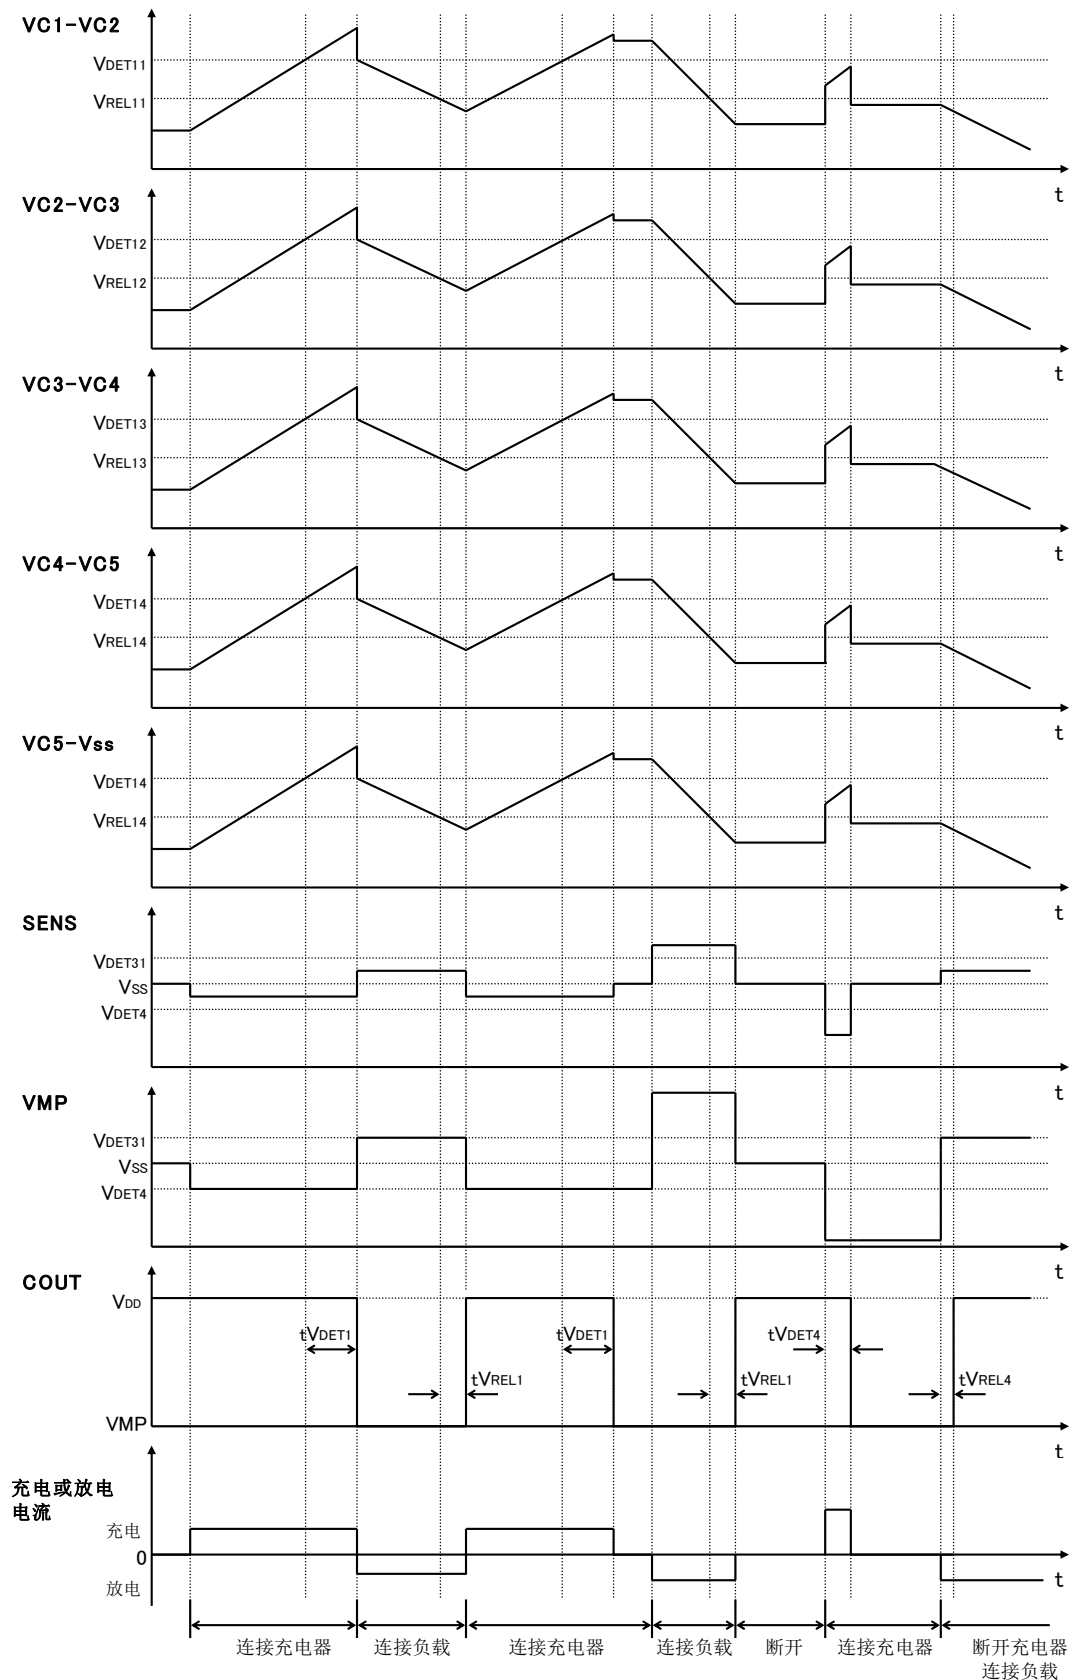 VC1-VC2
VDET11
VREL11
t
VC2-VC3
VDET12
VREL12
t
VC3-VC4
VDET13
VREL13
t
VC4-VC5
VDET14
VREL14
t
VC5-Vss
VDET14
VREL14
t
SENS
VDET31
VSS
VDET4
t
VMP
VDET31
VSS
VDET4
t
COUT
VDD
tVDET1
tVDET1
tVDET4
tVREL1
tVREL1
tVREL4
VMP
t
充电或放电
电流
充电
0
t
放电
连接充电器 连接负载 连接充电器 连接负载 断开 连接充电器 断开充电器
连接负载